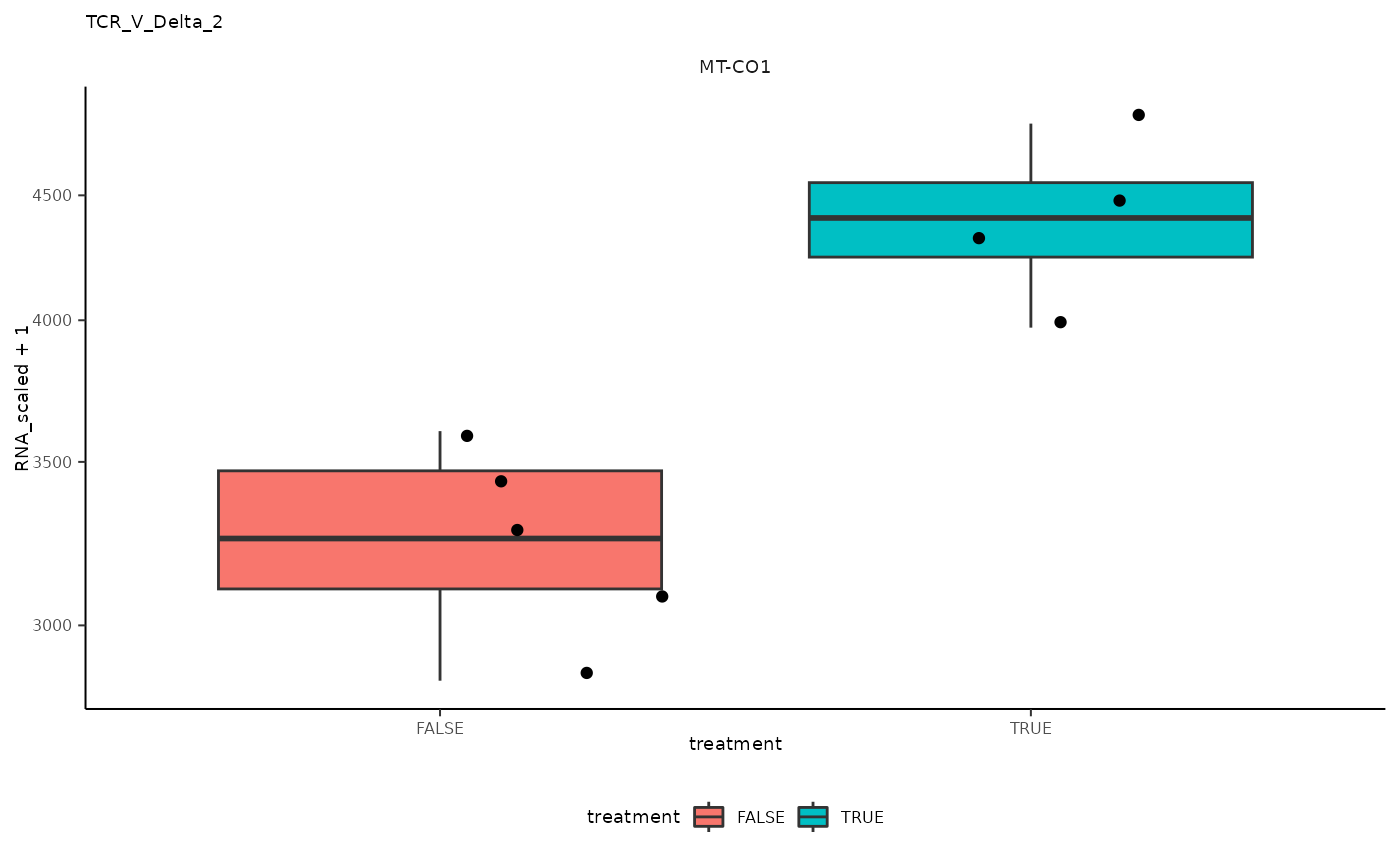 TCR_V_Delta_2
MT-CO1
4500
4000
3500
3000
RNA_scaled + 1
FALSE
TRUE
treatment
treatment FALSE TRUE